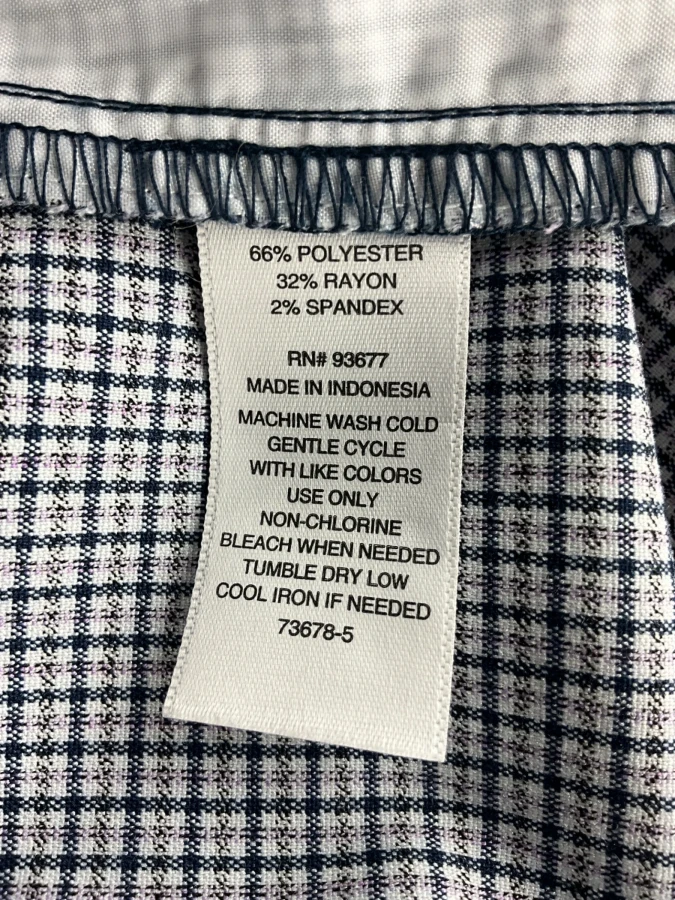 66% POLYESTER
32% RAYON
2% SPANDEX
RN# 93677
MADE IN INDONESIA
MACHINE WASH COLD
GENTLE CYCLE
WITH LIKE COLORS
USE ONLY
NON-CHLORINE
BLEACH WHEN NEEDED
TUMBLE DRY LOW
COOL IRON IF NEEDED
73678-5